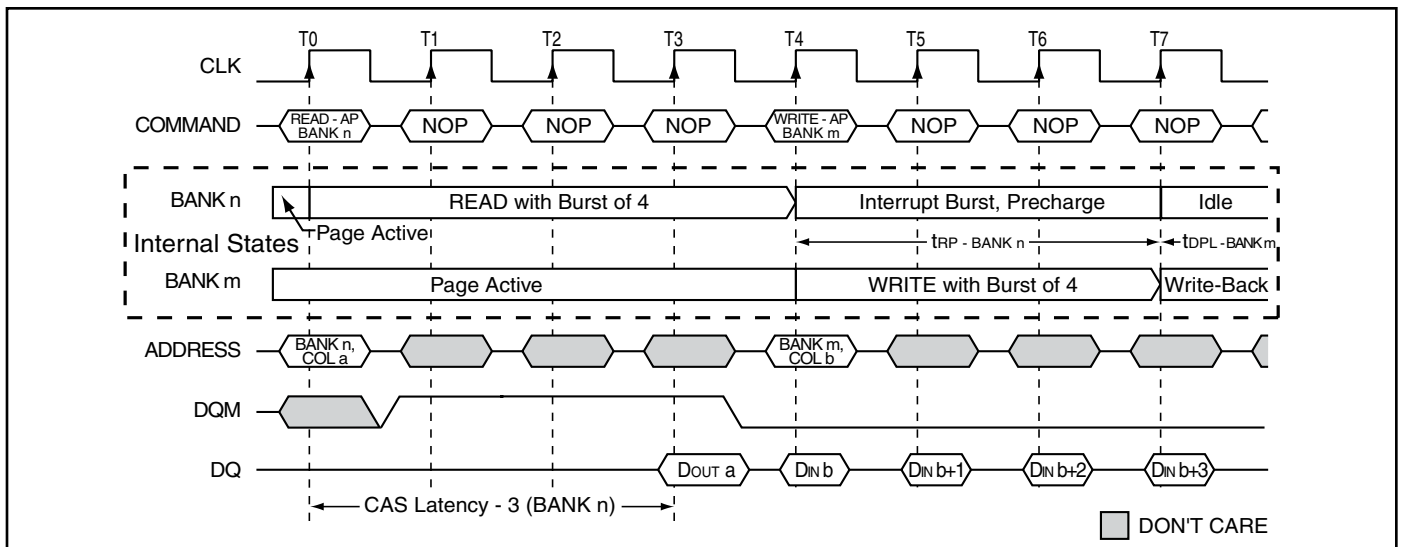 T0 T1 T2 T3 T4 T5 T6 T7
CLK
COMMAND
READ - AP
BANK n
NOP NOP NOP
WRITE - AP
BANK m
NOP NOP NOP
BANK n
READ with Burst of 4 Interrupt Burst, Precharge Idle
Internal States
Page Active
tRP - BANK n tDPL - BANK m
BANK m
Page Active WRITE with Burst of 4 Write-Back
ADDRESS
BANK n,
COL a
BANK m,
COL b
DQM
DQ
DOUT a DIN b DIN b+1 DIN b+2 DIN b+3
CAS Latency - 3 (BANK n)
DON'T CARE